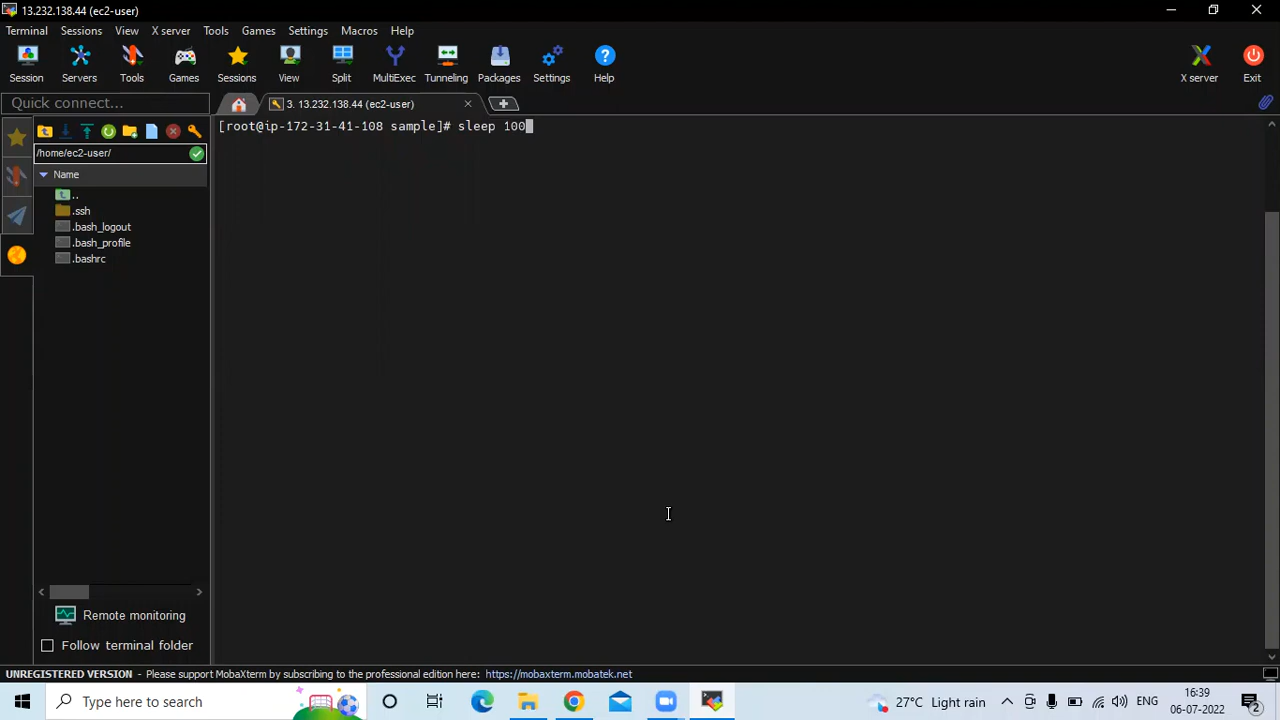 13.232.138.44 (ec2-user)
Terminal Sessions View X server Tools Games Settings Macros Help
Session Servers Tools Games Sessions View Split MultiExec Tunneling Packages Settings Help X server Exit
Quick connect...
3. 13.232.138.44 (ec2-user)
/home/ec2-user/
Name
..
.ssh
.bash_logout
.bash_profile
.bashrc
[root@ip-172-31-41-108 sample]# sleep 100
Remote monitoring
Follow terminal folder
UNREGISTERED VERSION - Please support MobaXterm by subscribing to the professional edition here: https://mobaxterm.mobatek.net
Type here to search
27°C Light rain
ENG
16:39
06-07-2022
2